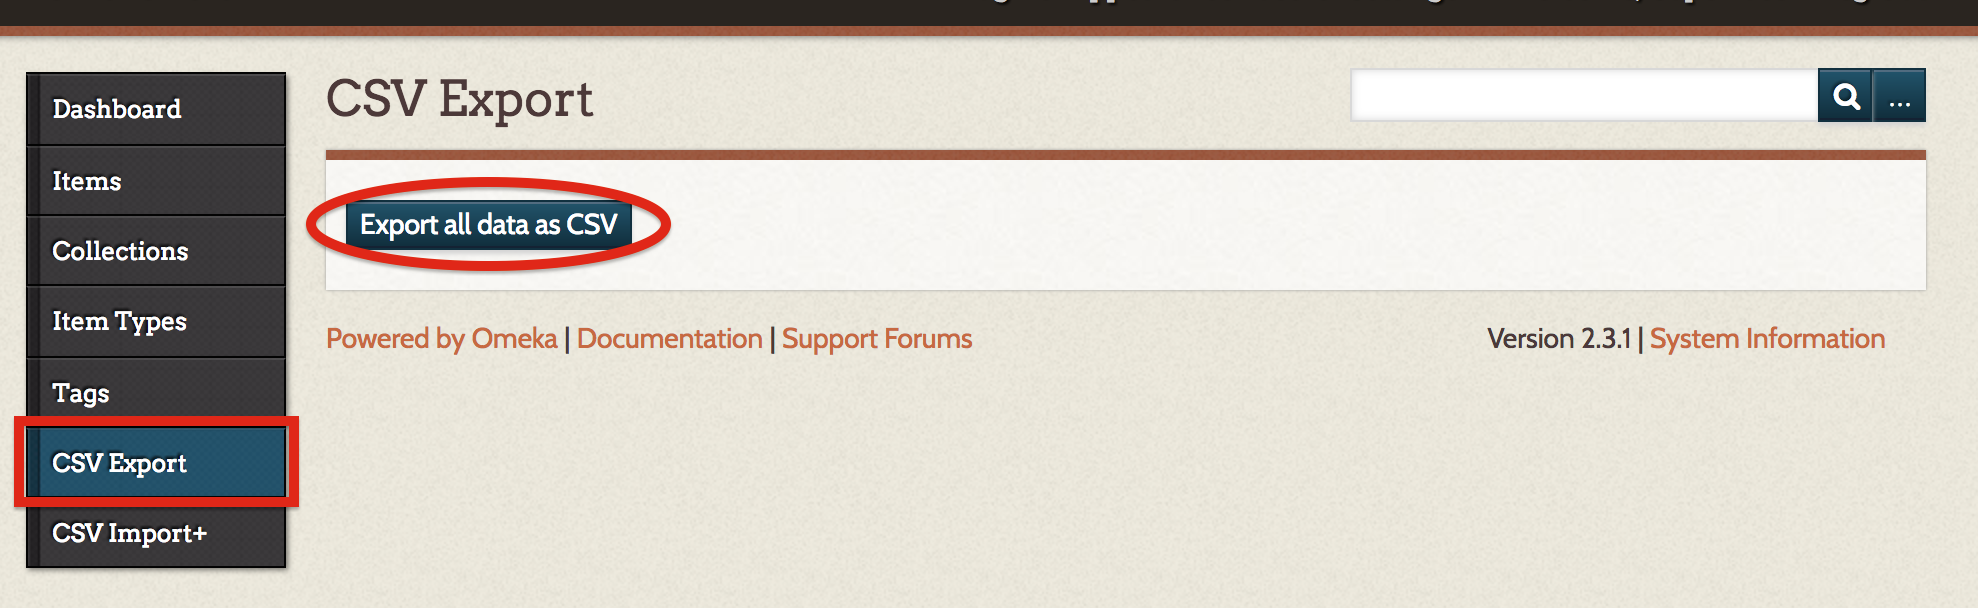 Dashboard
Items
Collections
Item Types
Tags
CSV Export
CSV Import+
CSV Export
...
Export all data as CSV
Powered by Omeka | Documentation | Support Forums
Version 2.3.1 | System Information